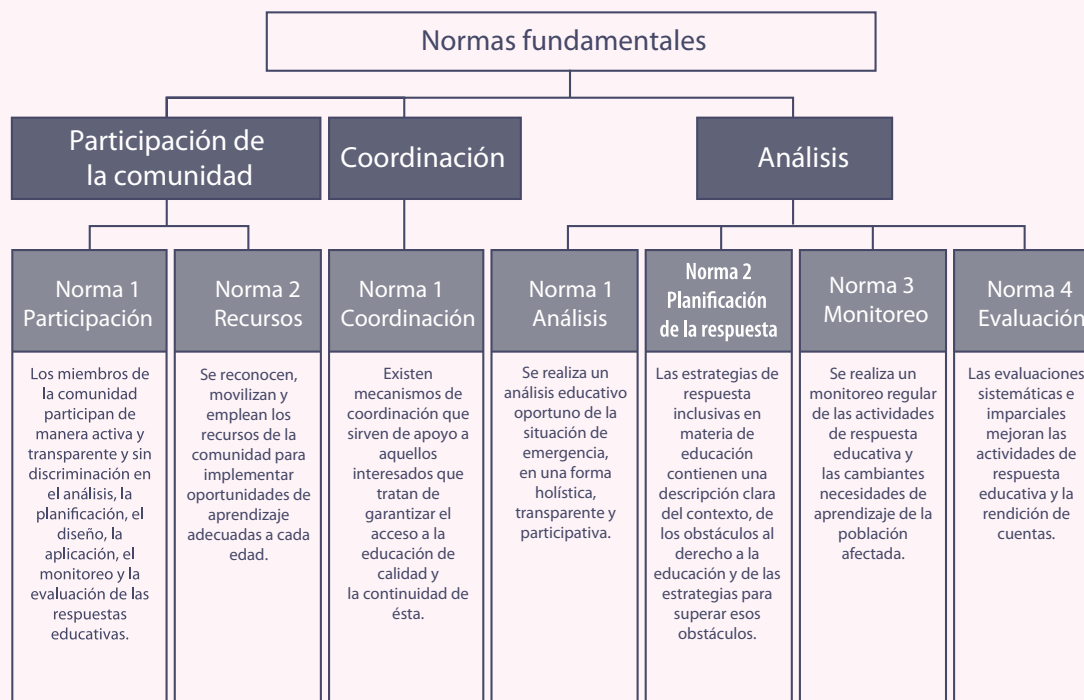 Normas fundamentales
Participación de
la comunidad
Coordinación
Análisis
Norma 1
Participación
Los miembros de
la comunidad
participan de
manera activa y
transparente y sin
discriminación en
el análisis, la
planificación, el
diseño, la
aplicación, el
monitoreo y la
evaluación de las
respuestas
educativas.
Norma 2
Recursos
Se reconocen,
movilizan y
emplean los
recursos de la
comunidad para
implementar
oportunidades de
aprendizaje
adecuadas a cada
edad.
Norma 1
Coordinación
Existen
mecanismos de
coordinación que
sirven de apoyo a
aquellos
interesados que
tratan de
garantizar el
acceso a la
educación de
calidad y
la continuidad de
ésta.
Norma 1
Análisis
Se realiza un
análisis educativo
oportuno de la
situación de
emergencia,
en una forma
holística,
transparente y
participativa.
Norma 2
Planificación
de la respuesta
Las estrategias de
respuesta
inclusivas en
materia de
educación
contienen una
descripción clara
del contexto, de
los obstáculos al
derecho a la
educación y de las
estrategias para
superar esos
obstáculos.
Norma 3
Monitoreo
Se realiza un
monitoreo regular
de las actividades
de respuesta
educativa y
las cambiantes
necesidades de
aprendizaje de la
población
afectada.
Norma 4
Evaluación
Las evaluaciones
sistemáticas e
imparciales
mejoran las
actividades de
respuesta
educativa y la
rendición de
cuentas.